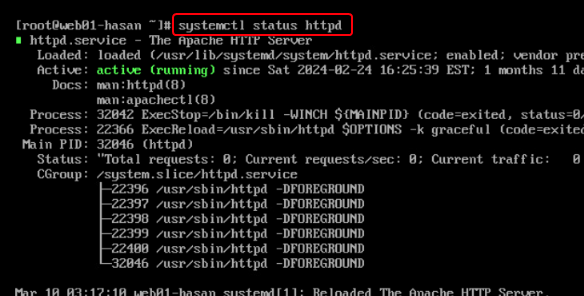 [root@web01-hasan ~]# systemctl status httpd
■ httpd.service - The Apache HTTP Server
   Loaded: loaded (/usr/lib/systemd/system/httpd.service; enabled; vendor pre
   Active: active (running) since Sat 2024-02-24 16:25:39 EST; 1 months 11 da
     Docs: man:httpd(8)
           man:apachectl(8)
  Process: 32042 ExecStop=/bin/kill -WINCH ${MAINPID} (code=exited, status=0/
  Process: 22366 ExecReload=/usr/sbin/httpd $OPTIONS -k graceful (code=exited
 Main PID: 32046 (httpd)
   Status: "Total requests: 0; Current requests/sec: 0; Current traffic:   0
   CGroup: /system.slice/httpd.service
           ├─22396 /usr/sbin/httpd -DFOREGROUND
           ├─22397 /usr/sbin/httpd -DFOREGROUND
           ├─22398 /usr/sbin/httpd -DFOREGROUND
           ├─22399 /usr/sbin/httpd -DFOREGROUND
           ├─22400 /usr/sbin/httpd -DFOREGROUND
           └─32046 /usr/sbin/httpd -DFOREGROUND
Mar 10 03:17:10 web01-hasan systemd[1]: Reloaded The Apache HTTP Server.